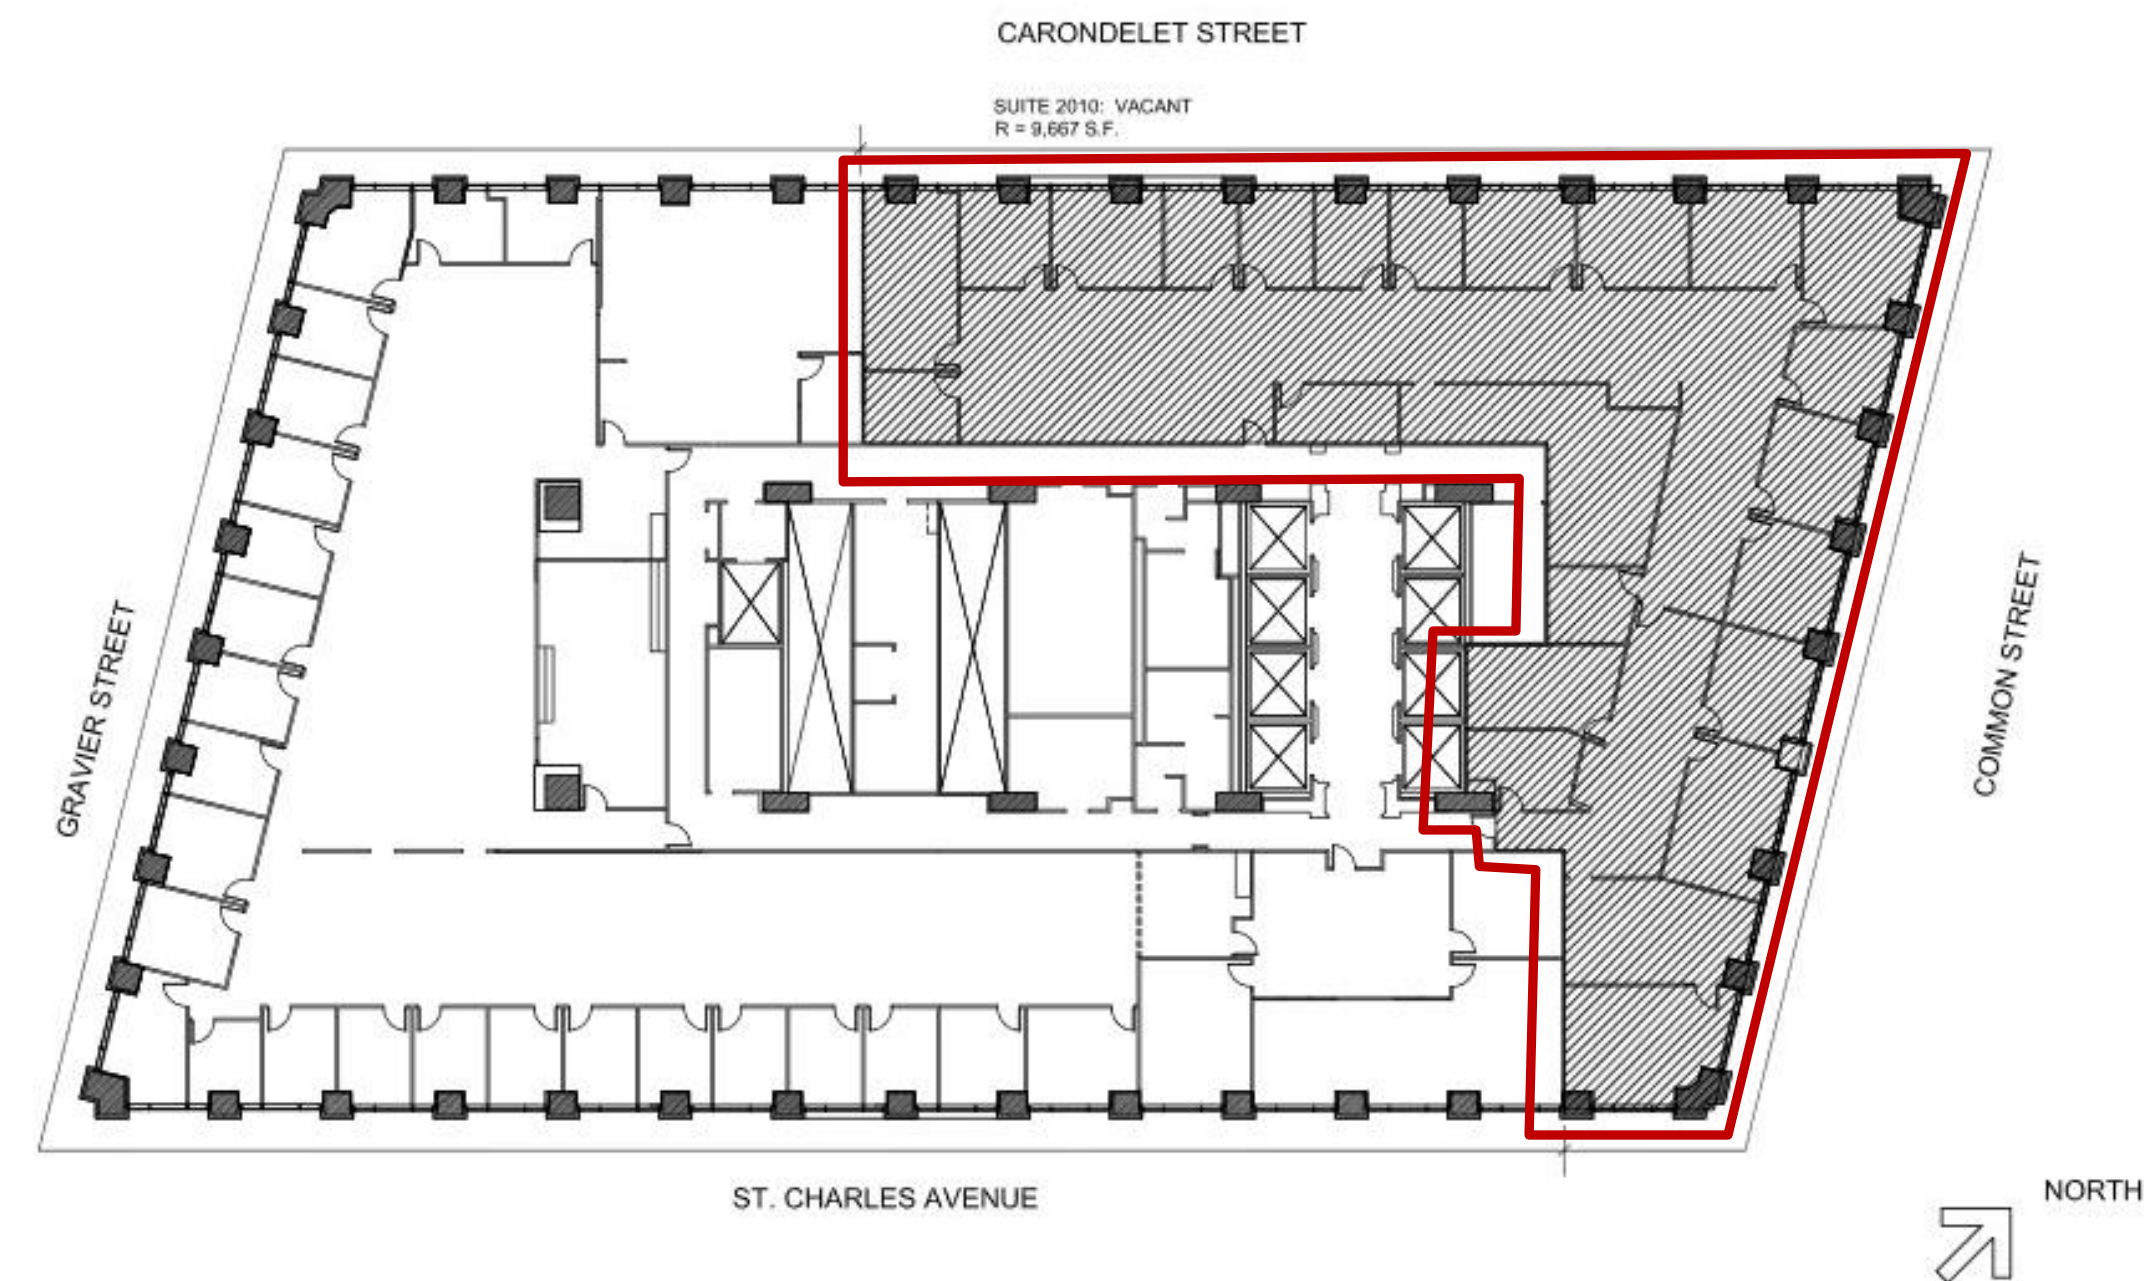 CARONDELET STREET
SUITE 2010: VACANT
R = 9,667 S.F.
GRAVIER STREET
COMMON STREET
ST. CHARLES AVENUE
NORTH